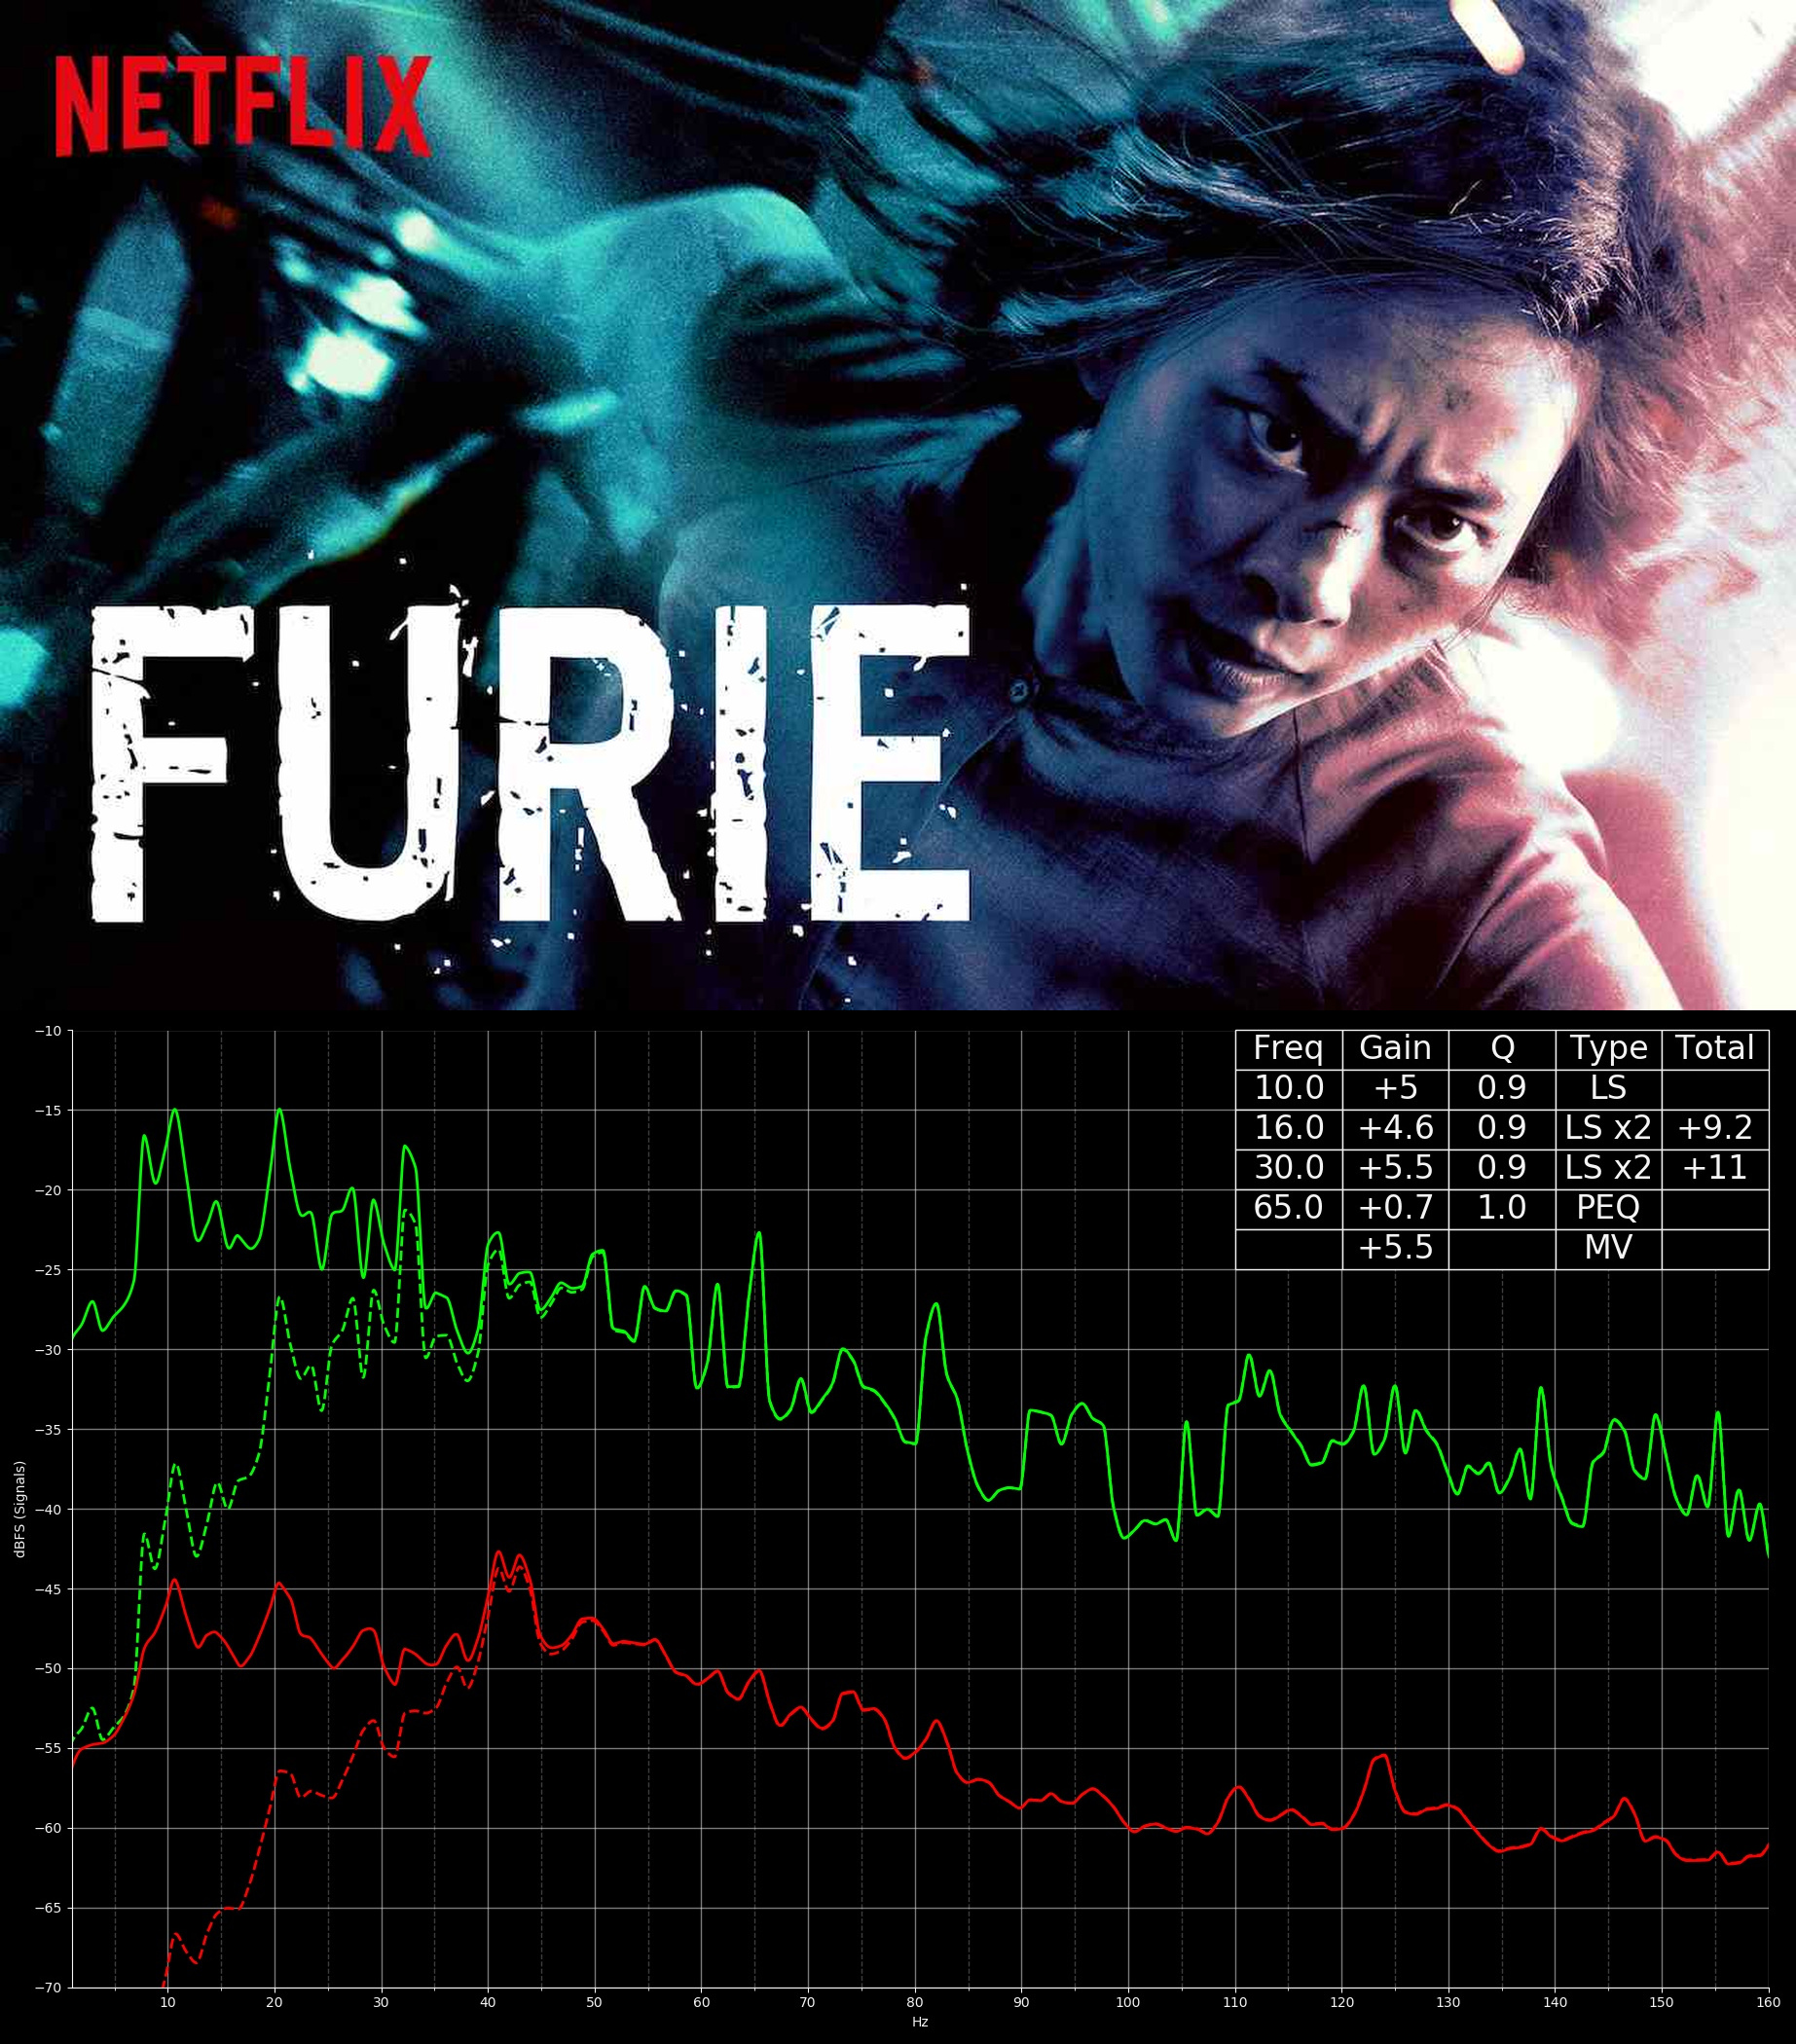 NETFLIX
FURIE
Freq Gain Q Type Total
10.0 +5 0.9 LS
16.0 +4.6 0.9 LS x2 +9.2
30.0 +5.5 0.9 LS x2 +11
65.0 +0.7 1.0 PEQ
+5.5 MV
−10
−15
−20
−25
−30
−35
−40
−45
−50
−55
−60
−65
−70
dBFS (Signals)
10 20 30 40 50 60 70 80 90 100 110 120 130 140 150 160
Hz